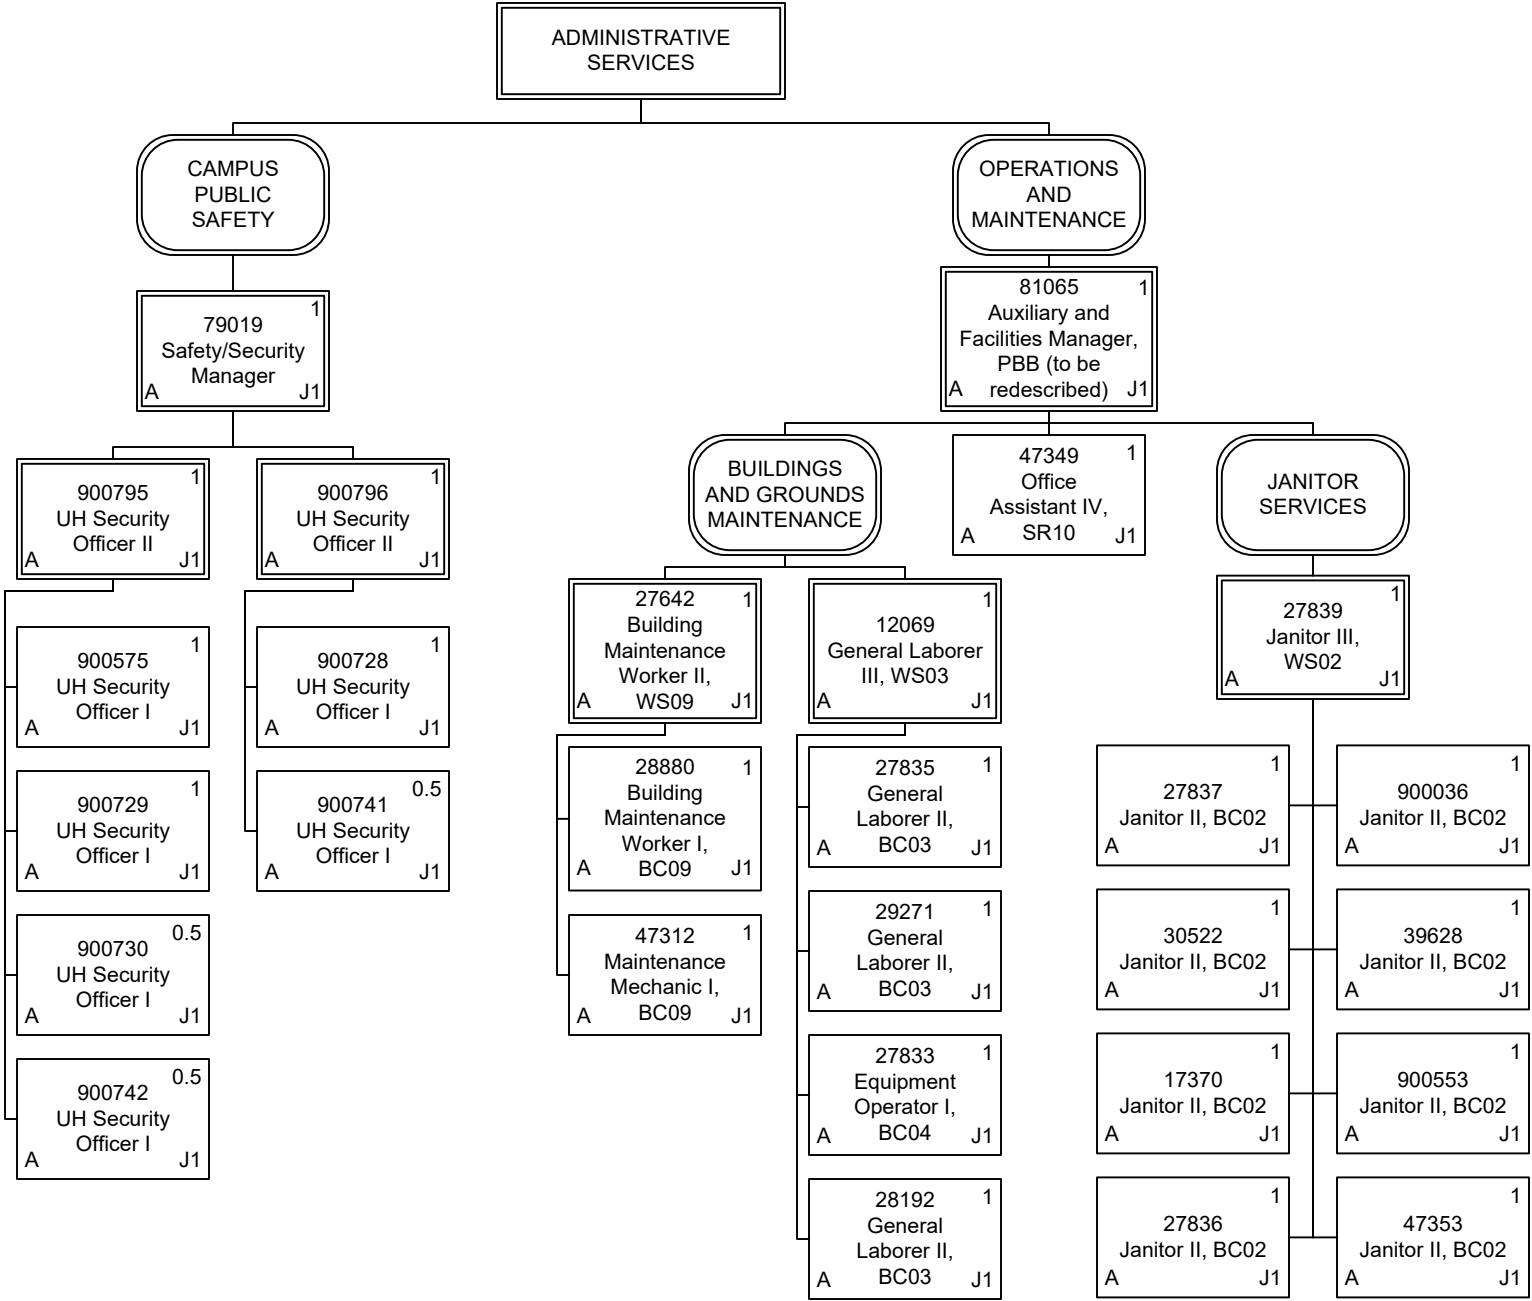 ADMINISTRATIVE
SERVICES
CAMPUS
PUBLIC
SAFETY
1
79019
Safety/Security
Manager
A J1
1
900795
UH Security
Officer II
A J1
1
900575
UH Security
Officer I
A J1
1
900729
UH Security
Officer I
A J1
0.5
900730
UH Security
Officer I
A J1
0.5
900742
UH Security
Officer I
A J1
1
900796
UH Security
Officer II
A J1
1
900728
UH Security
Officer I
A J1
0.5
900741
UH Security
Officer I
A J1
OPERATIONS
AND
MAINTENANCE
81065 1
Auxiliary and
Facilities Manager,
PBB (to be
A redescribed) J1
BUILDINGS
AND GROUNDS
MAINTENANCE
27642 1
Building
Maintenance
Worker II,
A WS09 J1
28880 1
Building
Maintenance
Worker I,
A BC09 J1
47312 1
Maintenance
Mechanic I,
BC09
A J1
1
12069
General Laborer
III, WS03
A J1
27835 1
General
Laborer II,
BC03
A J1
29271 1
General
Laborer II,
BC03
A J1
27833 1
Equipment
Operator I,
BC04
A J1
28192 1
General
Laborer II,
BC03
A J1
47349 1
Office
Assistant IV,
SR10
A J1
JANITOR
SERVICES
1
27839
Janitor III,
WS02
A J1
1
27837
Janitor II, BC02
A J1
1
900036
Janitor II, BC02
A J1
1
30522
Janitor II, BC02
A J1
1
39628
Janitor II, BC02
A J1
1
17370
Janitor II, BC02
A J1
1
900553
Janitor II, BC02
A J1
1
27836
Janitor II, BC02
A J1
1
47353
Janitor II, BC02
A J1